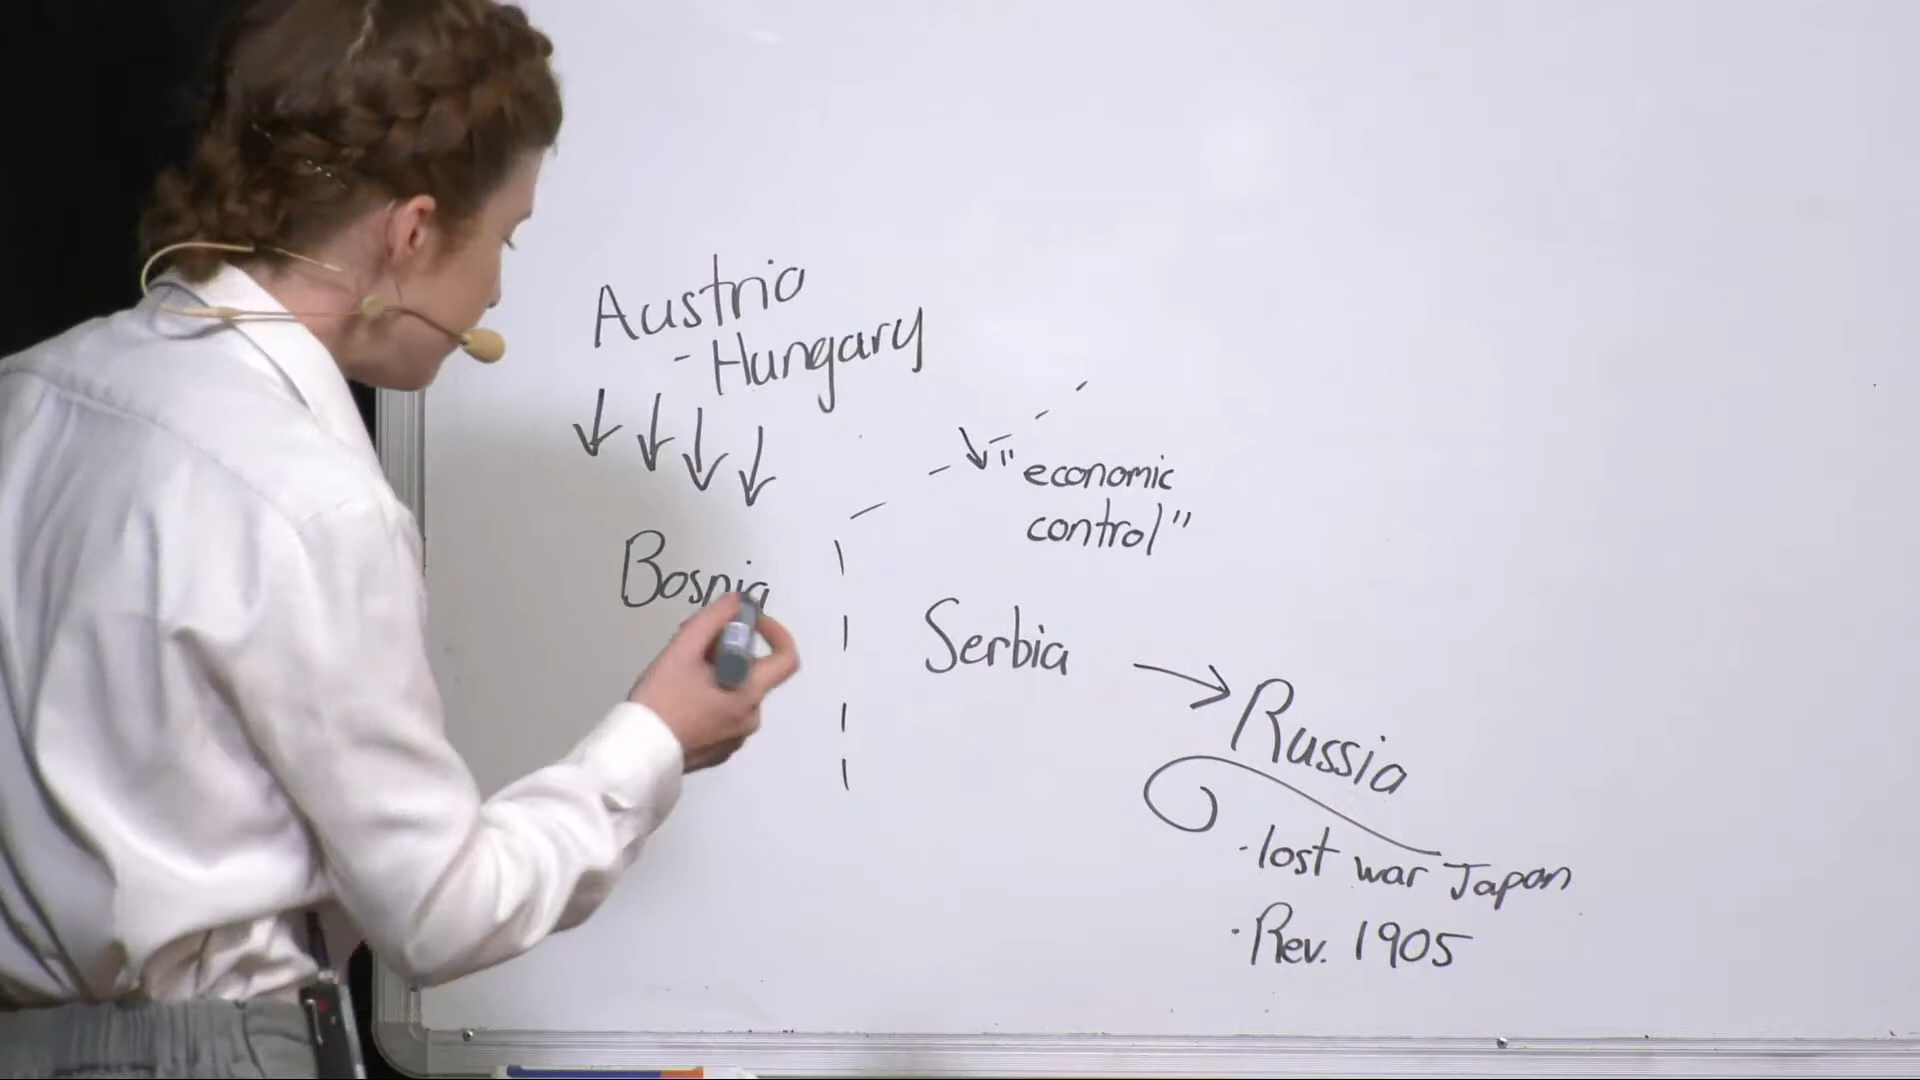 Austria
- Hungary
"economic
control"
Bosnia
Serbia
Russia
· lost war Japan
· Rev. 1905